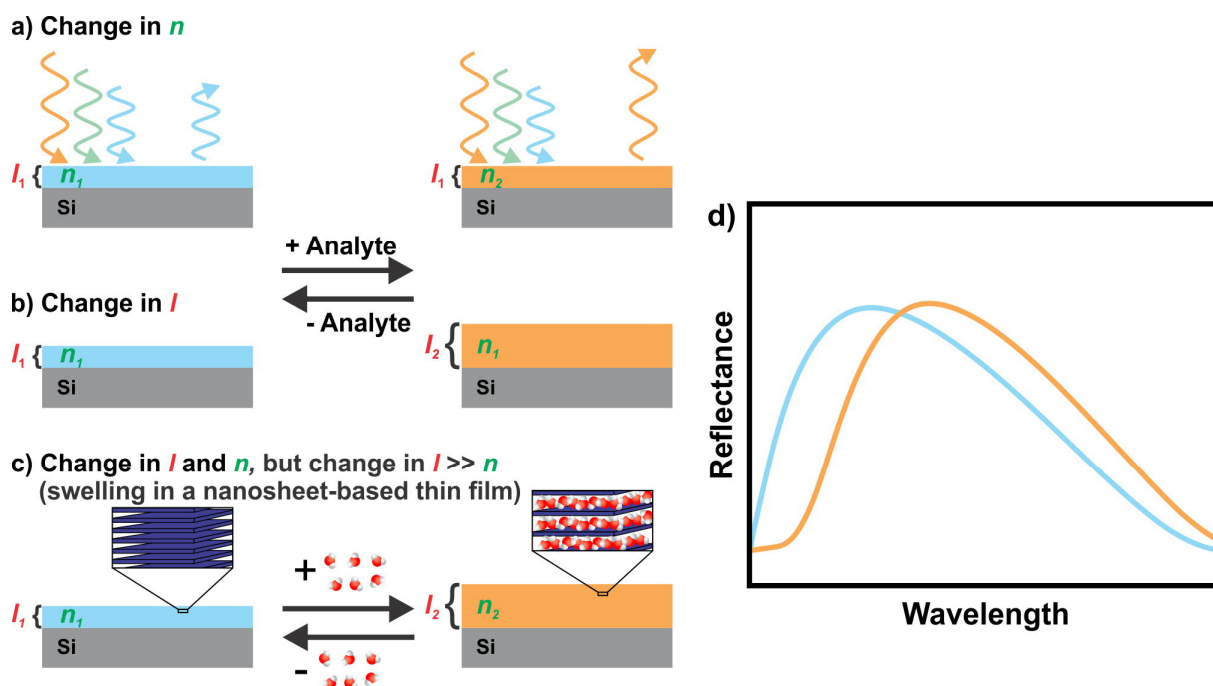 a) Change in n
l₁ { n₁
Si
l₁ { n₂
Si
+ Analyte
- Analyte
b) Change in l
l₁ { n₁
Si
l₂ { n₁
Si
c) Change in l and n, but change in l >> n
(swelling in a nanosheet-based thin film)
+
-
l₁ { n₁
Si
l₂ { n₂
Si
d)
Reflectance
Wavelength